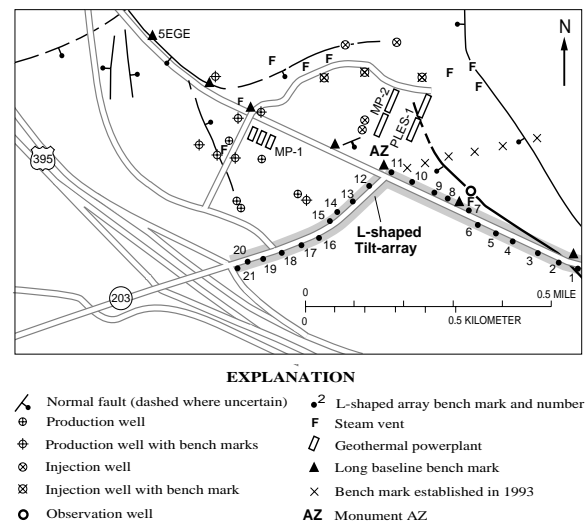 5EGE
N
F
F
F
F
F
F
F
F
395
MP-2
PLES-1
MP-1
F
AZ
11
10
9
8
7
F
12
13
14
15
16
17
18
19
20
21
6
5
4
3
2
1
L-shaped
Tilt-array
203
0
0.5 MILE
0
0.5 KILOMETER
EXPLANATION
Normal fault (dashed where uncertain)
Production well
Production well with bench marks
Injection well
Injection well with bench mark
Observation well
2 L-shaped array bench mark and number
F Steam vent
Geothermal powerplant
Long baseline bench mark
Bench mark established in 1993
AZ Monument AZ